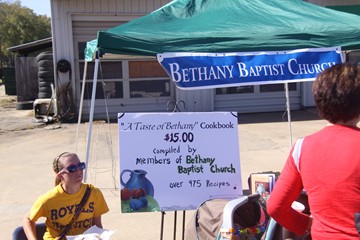 BETHANY BAPTIST CHURCH
"A Taste of Bethany" Cookbook
$15.00
compiled by
members of Bethany
Baptist Church
over 975 Recipes
ROYALS